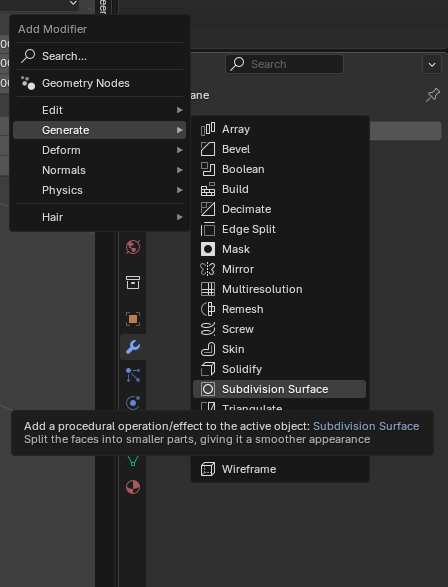 Add Modifier
Search...
Geometry Nodes
Edit
Generate
Deform
Normals
Physics
Hair
Search
ane
Array
Bevel
Boolean
Build
Decimate
Edge Split
Mask
Mirror
Multiresolution
Remesh
Screw
Skin
Solidify
Subdivision Surface
Triangulate
Add a procedural operation/effect to the active object: Subdivision Surface
Split the faces into smaller parts, giving it a smoother appearance
Wireframe